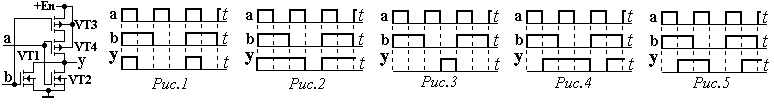 +Eп
VT3
a
VT4
VT1
y
b
VT2
a t
b t
y t
Рис.1
a t
b t
y t
Рис.2
a t
b t
y t
Рис.3
a t
b t
y t
Рис.4
a t
b t
y t
Рис.5